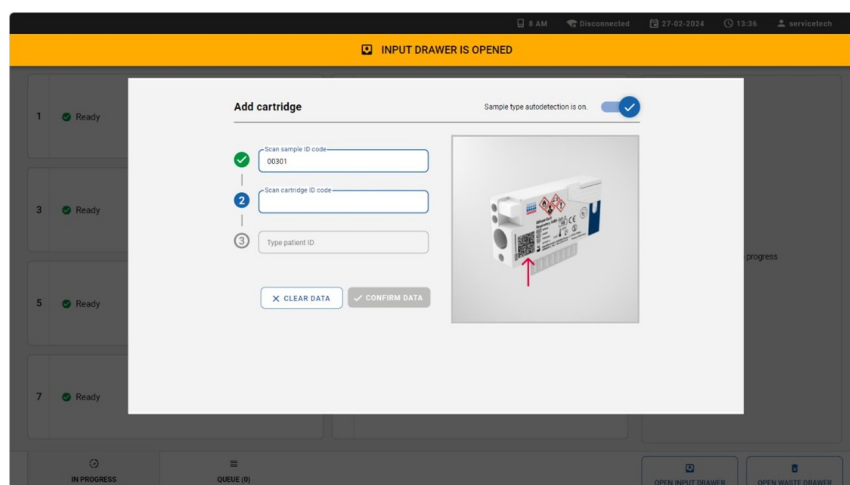 8 AM Disconnected 27-02-2024 13:36 servicetech
INPUT DRAWER IS OPENED
Add cartridge
Sample type autodetection is on.
1 Ready
Scan sample ID code
00301
Scan cartridge ID code
2
3 Ready
3
Type patient ID
progress
5 Ready
CLEAR DATA
CONFIRM DATA
7 Ready
IN PROGRESS
QUEUE (0)
OPEN INPUT DRAWER
OPEN WASTE DRAWER